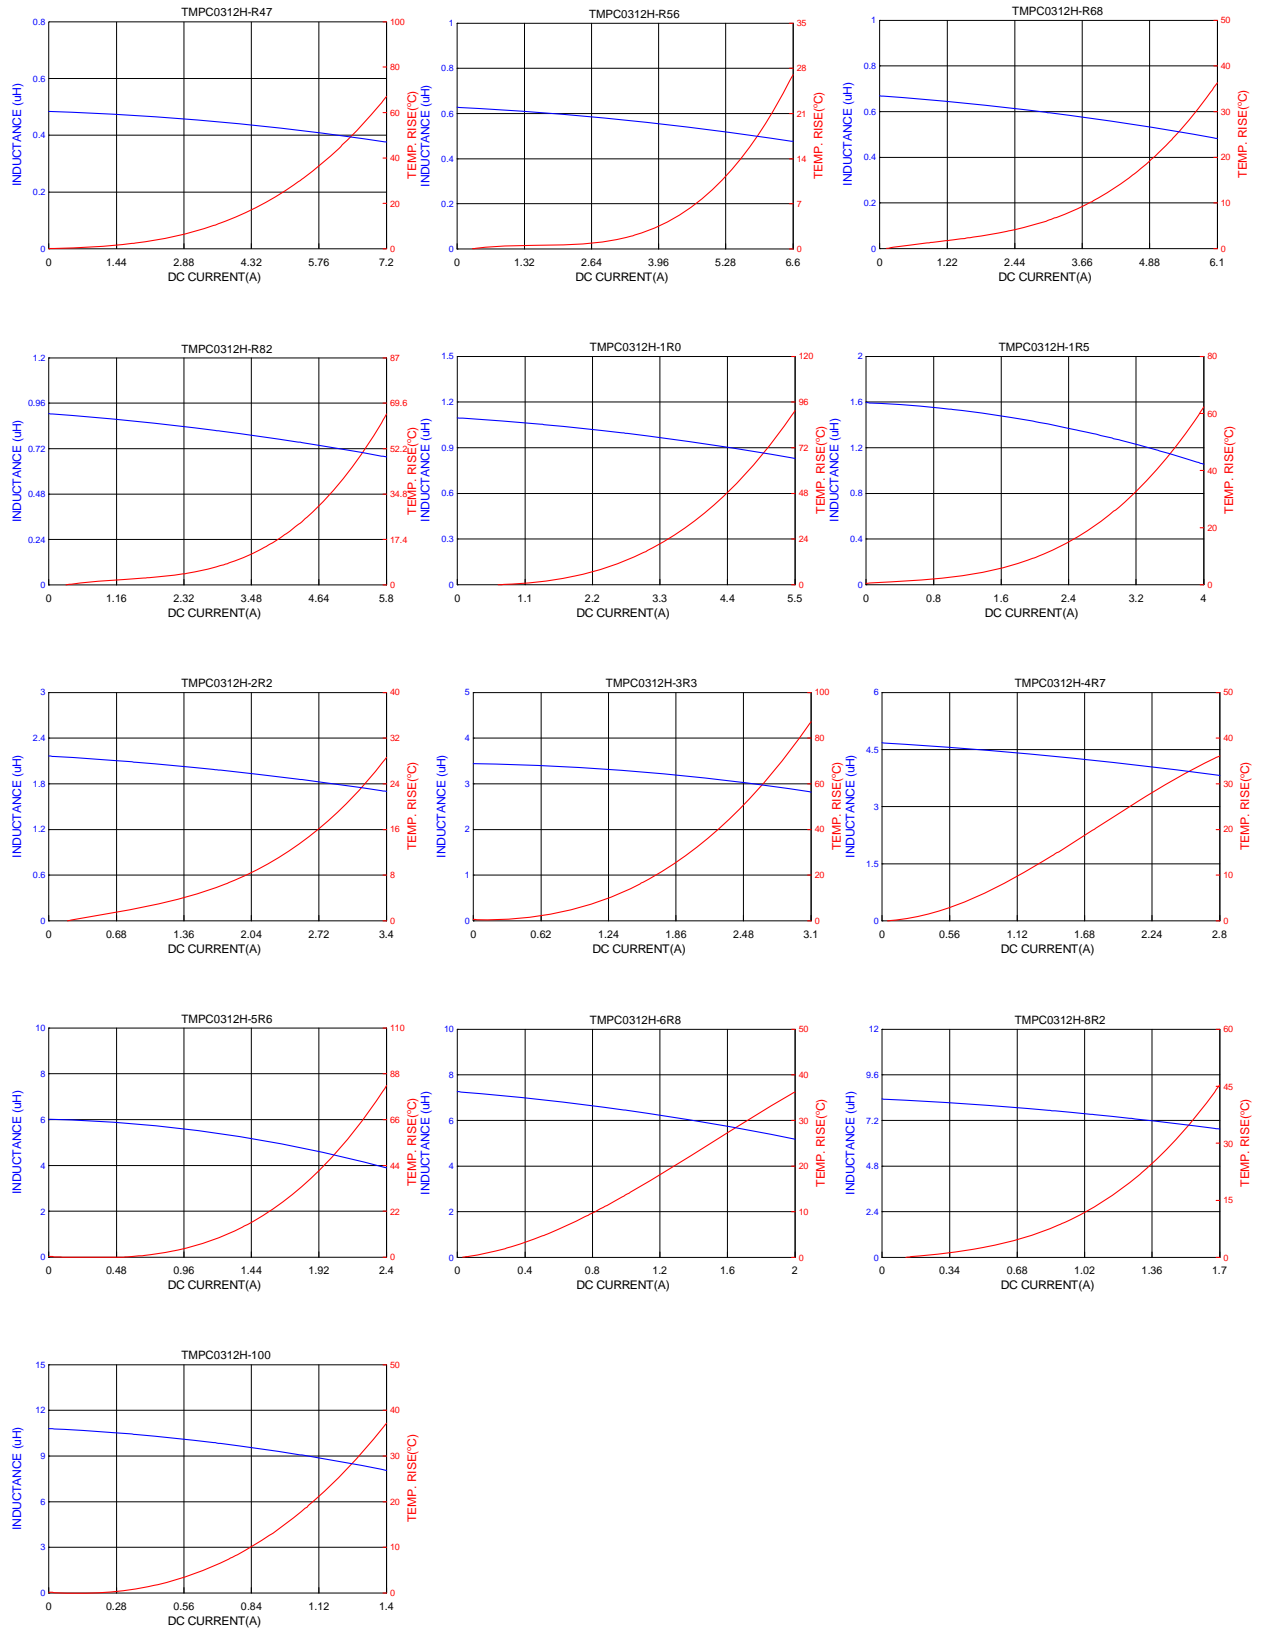 TMPC0312H-R47
INDUCTANCE (uH)
0.8
0.6
0.4
0.2
0
100
80
60
40
20
0
TEMP. RISE(°C)
0 1.44 2.88 4.32 5.76 7.2
DC CURRENT(A)
TMPC0312H-R56
INDUCTANCE (uH)
1
0.8
0.6
0.4
0.2
0
35
28
21
14
7
0
TEMP. RISE(°C)
0 1.32 2.64 3.96 5.28 6.6
DC CURRENT(A)
TMPC0312H-R68
INDUCTANCE (uH)
1
0.8
0.6
0.4
0.2
0
50
40
30
20
10
0
TEMP. RISE(°C)
0 1.22 2.44 3.66 4.88 6.1
DC CURRENT(A)
TMPC0312H-R82
INDUCTANCE (uH)
1.2
0.96
0.72
0.48
0.24
0
87
69.6
52.2
34.8
17.4
0
TEMP. RISE(°C)
0 1.16 2.32 3.48 4.64 5.8
DC CURRENT(A)
TMPC0312H-1R0
INDUCTANCE (uH)
1.5
1.2
0.9
0.6
0.3
0
120
96
72
48
24
0
TEMP. RISE(°C)
0 1.1 2.2 3.3 4.4 5.5
DC CURRENT(A)
TMPC0312H-1R5
INDUCTANCE (uH)
2
1.6
1.2
0.8
0.4
0
80
60
40
20
0
TEMP. RISE(°C)
0 0.8 1.6 2.4 3.2 4
DC CURRENT(A)
TMPC0312H-2R2
INDUCTANCE (uH)
3
2.4
1.8
1.2
0.6
0
40
32
24
16
8
0
TEMP. RISE(°C)
0 0.68 1.36 2.04 2.72 3.4
DC CURRENT(A)
TMPC0312H-3R3
INDUCTANCE (uH)
5
4
3
2
1
0
100
80
60
40
20
0
TEMP. RISE(°C)
0 0.62 1.24 1.86 2.48 3.1
DC CURRENT(A)
TMPC0312H-4R7
INDUCTANCE (uH)
6
4.5
3
1.5
0
50
40
30
20
10
0
TEMP. RISE(°C)
0 0.56 1.12 1.68 2.24 2.8
DC CURRENT(A)
TMPC0312H-5R6
INDUCTANCE (uH)
10
8
6
4
2
0
110
88
66
44
22
0
TEMP. RISE(°C)
0 0.48 0.96 1.44 1.92 2.4
DC CURRENT(A)
TMPC0312H-6R8
INDUCTANCE (uH)
10
8
6
4
2
0
50
40
30
20
10
0
TEMP. RISE(°C)
0 0.4 0.8 1.2 1.6 2
DC CURRENT(A)
TMPC0312H-8R2
INDUCTANCE (uH)
12
9.6
7.2
4.8
2.4
0
60
45
30
15
0
TEMP. RISE(°C)
0 0.34 0.68 1.02 1.36 1.7
DC CURRENT(A)
TMPC0312H-100
INDUCTANCE (uH)
15
12
9
6
3
0
50
40
30
20
10
0
TEMP. RISE(°C)
0 0.28 0.56 0.84 1.12 1.4
DC CURRENT(A)